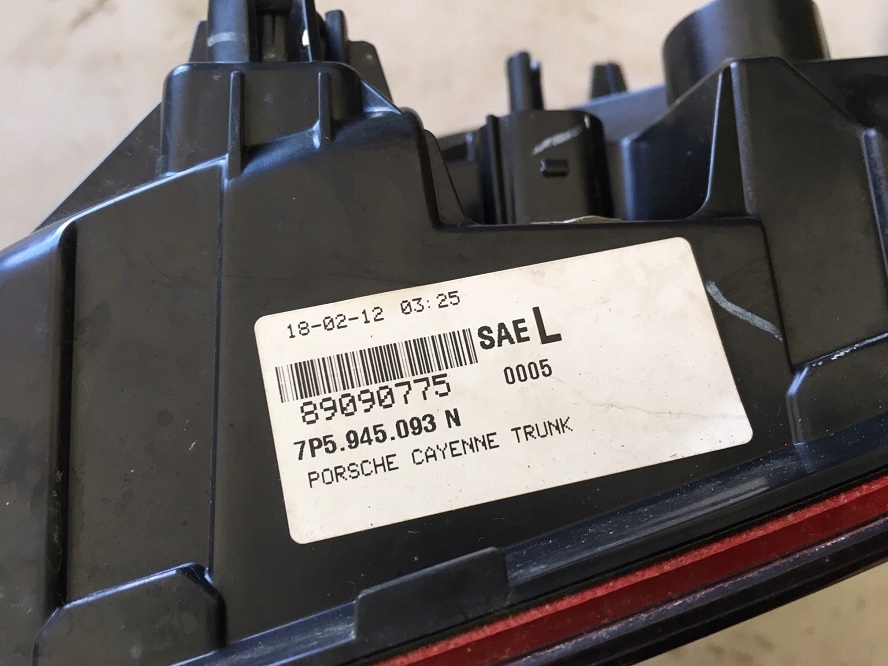 18-02-12 03:25
SAE L
89090775 0005
7P5.945.093 N
PORSCHE CAYENNE TRUNK